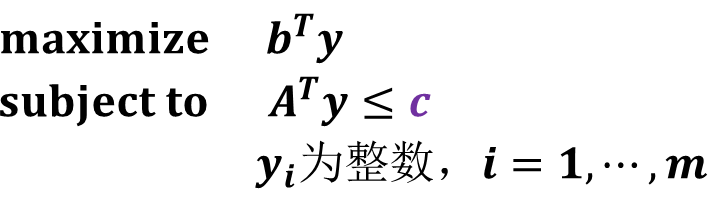 maximize b^T y
subject to A^T y ≤ c
y_i为整数，i = 1,⋯,m